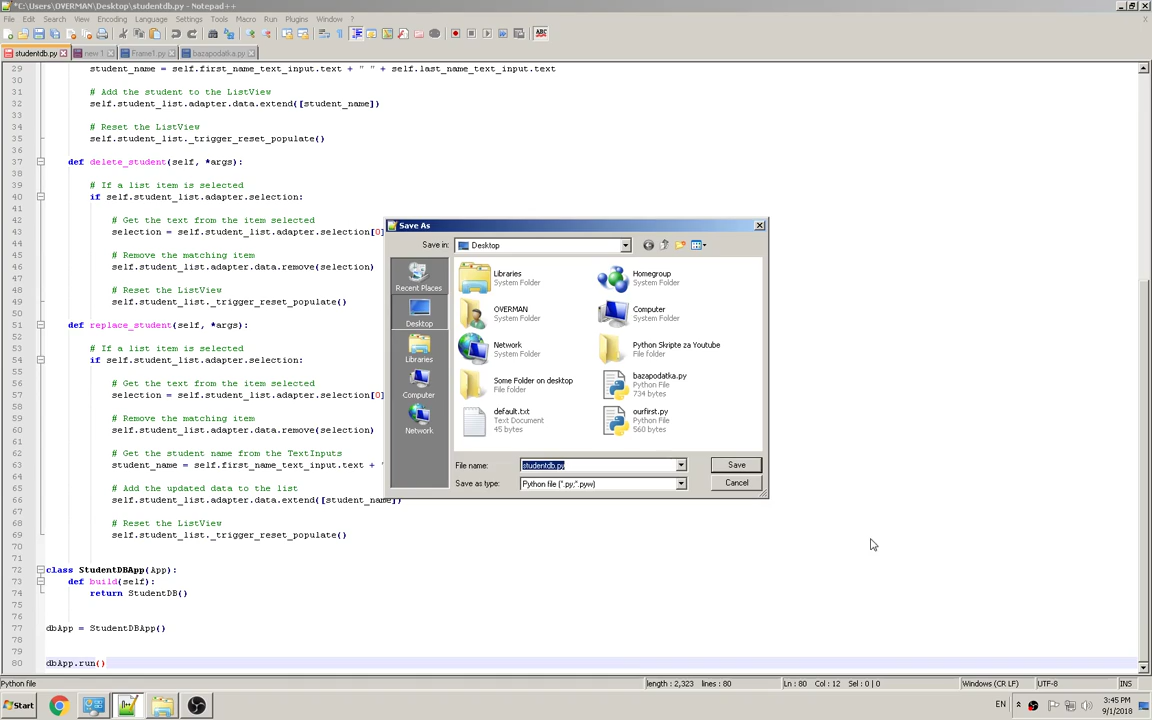 *C:\Users\OVERMAN\Desktop\studentdb.py - Notepad++
File Edit Search View Encoding Language Settings Tools Macro Run Plugins Window ?
studentdb.py new 1 Frame1.py bazapodatka.py
29 student_name = self.first_name_text_input.text + " " + self.last_name_text_input.text
30
31 # Add the student to the ListView
32 self.student_list.adapter.data.extend([student_name])
33
34 # Reset the ListView
35 self.student_list._trigger_reset_populate()
36
37 def delete_student(self, *args):
38
39 # If a list item is selected
40 if self.student_list.adapter.selection:
41
42 # Get the text from the item selected
43 selection = self.student_list.adapter.selection[0]
44
45 # Remove the matching item
46 self.student_list.adapter.data.remove(selection)
47
48 # Reset the ListView
49 self.student_list._trigger_reset_populate()
50
51 def replace_student(self, *args):
52
53 # If a list item is selected
54 if self.student_list.adapter.selection:
55
56 # Get the text from the item selected
57 selection = self.student_list.adapter.selection[0]
58
59 # Remove the matching item
60 self.student_list.adapter.data.remove(selection)
61
62 # Get the student name from the TextInputs
63 student_name = self.first_name_text_input.text + "
64
65 # Add the updated data to the list
66 self.student_list.adapter.data.extend([student_name])
67
68 # Reset the ListView
69 self.student_list._trigger_reset_populate()
70
71
72 class StudentDBApp(App):
73 def build(self):
74 return StudentDB()
75
76
77 dbApp = StudentDBApp()
78
79
80 dbApp.run()
Save As
Save in: Desktop
Recent Places
Desktop
Libraries
Computer
Network
Libraries
System Folder
Homegroup
System Folder
OVERMAN
System Folder
Computer
System Folder
Network
System Folder
Python Skripte za Youtube
File folder
Some Folder on desktop
File folder
bazapodatka.py
Python File
734 bytes
default.txt
Text Document
45 bytes
ourfirst.py
Python File
560 bytes
File name: studentdb.py Save
Save as type: Python file (*.py;*.pyw) Cancel
Python file length : 2,323 lines : 80 Ln : 80 Col : 12 Sel : 0 | 0 Windows (CR LF) UTF-8 INS
Start EN 3:45 PM
9/1/2018